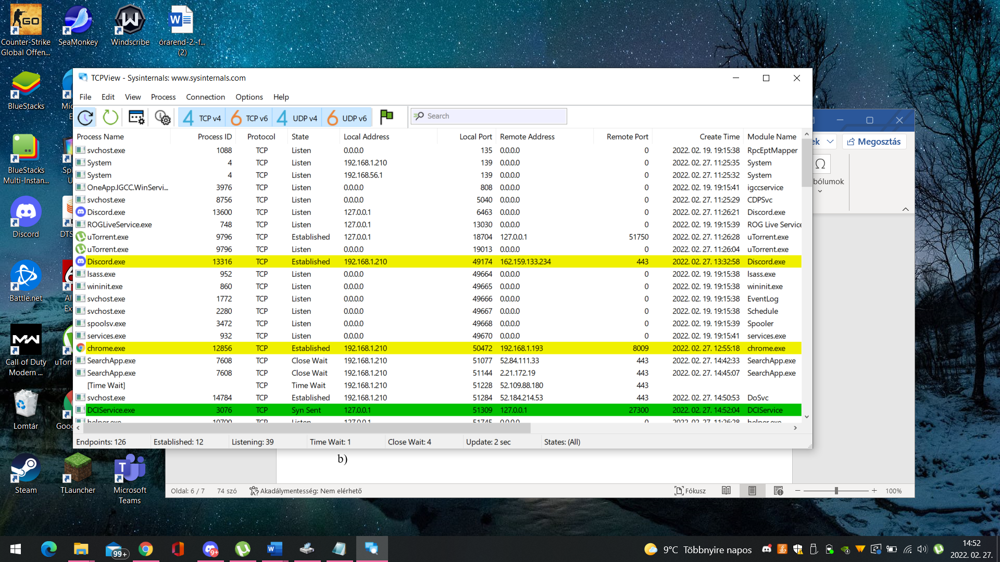 GO
Counter-Strike
Global Offen...
SeaMonkey
Windscribe
órarend-2.-f...
(2)
BlueStacks
BlueStacks
Multi-Instan...
Discord
Battle.net
Call of Duty
Modern ...
Lomtár
Steam
TLauncher
Microsoft
Teams
TCPView - Sysinternals: www.sysinternals.com
File Edit View Process Connection Options Help
4 TCP v4 6 TCP v6 4 UDP v4 6 UDP v6 Search
Process Name Process ID Protocol State Local Address Local Port Remote Address Remote Port Create Time Module Name
svchost.exe 1088 TCP Listen 0.0.0.0 135 0.0.0.0 0 2022. 02. 19. 19:15:38 RpcEptMapper
System 4 TCP Listen 192.168.1.210 139 0.0.0.0 0 2022. 02. 27. 11:25:35 System
System 4 TCP Listen 192.168.56.1 139 0.0.0.0 0 2022. 02. 27. 11:25:32 System
OneApp.IGCC.WinServi... 3976 TCP Listen 0.0.0.0 808 0.0.0.0 0 2022. 02. 19. 19:15:41 igccservice
svchost.exe 8756 TCP Listen 0.0.0.0 5040 0.0.0.0 0 2022. 02. 27. 11:25:29 CDPSvc
Discord.exe 13600 TCP Listen 127.0.0.1 6463 0.0.0.0 0 2022. 02. 27. 11:26:21 Discord.exe
ROGLiveService.exe 748 TCP Listen 127.0.0.1 13030 0.0.0.0 0 2022. 02. 19. 19:15:39 ROG Live Service
uTorrent.exe 9796 TCP Established 127.0.0.1 18704 127.0.0.1 51750 2022. 02. 27. 11:26:28 uTorrent.exe
uTorrent.exe 9796 TCP Listen 0.0.0.0 19013 0.0.0.0 0 2022. 02. 27. 11:26:04 uTorrent.exe
Discord.exe 13316 TCP Established 192.168.1.210 49174 162.159.133.234 443 2022. 02. 27. 13:32:58 Discord.exe
lsass.exe 952 TCP Listen 0.0.0.0 49664 0.0.0.0 0 2022. 02. 19. 19:15:38 lsass.exe
wininit.exe 860 TCP Listen 0.0.0.0 49665 0.0.0.0 0 2022. 02. 19. 19:15:38 wininit.exe
svchost.exe 1772 TCP Listen 0.0.0.0 49666 0.0.0.0 0 2022. 02. 19. 19:15:38 EventLog
svchost.exe 2280 TCP Listen 0.0.0.0 49667 0.0.0.0 0 2022. 02. 19. 19:15:38 Schedule
spoolsv.exe 3472 TCP Listen 0.0.0.0 49668 0.0.0.0 0 2022. 02. 19. 19:15:39 Spooler
services.exe 932 TCP Listen 0.0.0.0 49670 0.0.0.0 0 2022. 02. 19. 19:15:41 services.exe
chrome.exe 12856 TCP Established 192.168.1.210 50472 192.168.1.193 8009 2022. 02. 27. 12:55:18 chrome.exe
SearchApp.exe 7608 TCP Close Wait 192.168.1.210 51077 52.84.111.33 443 2022. 02. 27. 14:42:33 SearchApp.exe
SearchApp.exe 7608 TCP Close Wait 192.168.1.210 51144 2.21.172.19 443 2022. 02. 27. 14:45:07 SearchApp.exe
[Time Wait] TCP Time Wait 192.168.1.210 51228 52.109.88.180 443
svchost.exe 14784 TCP Established 192.168.1.210 51284 52.184.214.53 443 2022. 02. 27. 14:50:53 DoSvc
DCIService.exe 3076 TCP Syn Sent 127.0.0.1 51309 127.0.0.1 27300 2022. 02. 27. 14:52:04 DCIService
helper.exe 10700 TCP Listen 127.0.0.1 51745 0.0.0.0 0 2022. 02. 27. 11:26:28 helper.exe
Endpoints: 126 Established: 12 Listening: 39 Time Wait: 1 Close Wait: 4 Update: 2 sec States: (All)
ek Megosztás
Ω
bólumok
b)
Oldal: 6 / 7 74 szó Akadálymentesség: Nem elérhető Fókusz 100%
99+ 9+ 9°C Többnyire napos 14:52
2022. 02. 27.